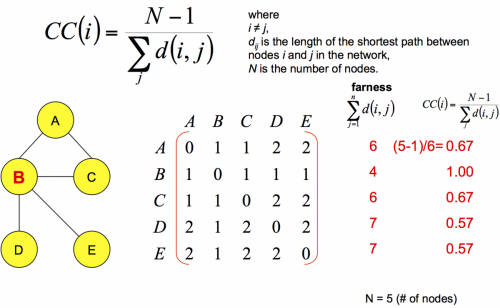 CC(i) = N − 1 / ∑ j d(i, j)
where
i ≠ j,
dij is the length of the shortest path between
nodes i and j in the network,
N is the number of nodes.
farness
n ∑ j=1 d(i, j) CC(i) = N − 1 / ∑ j d(i, j)
A
B
C
D
E
A B C D E
A 0 1 1 2 2 6 (5-1)/6= 0.67
B 1 0 1 1 1 4 1.00
C 1 1 0 2 2 6 0.67
D 2 1 2 0 2 7 0.57
E 2 1 2 2 0 7 0.57
N = 5 (# of nodes)